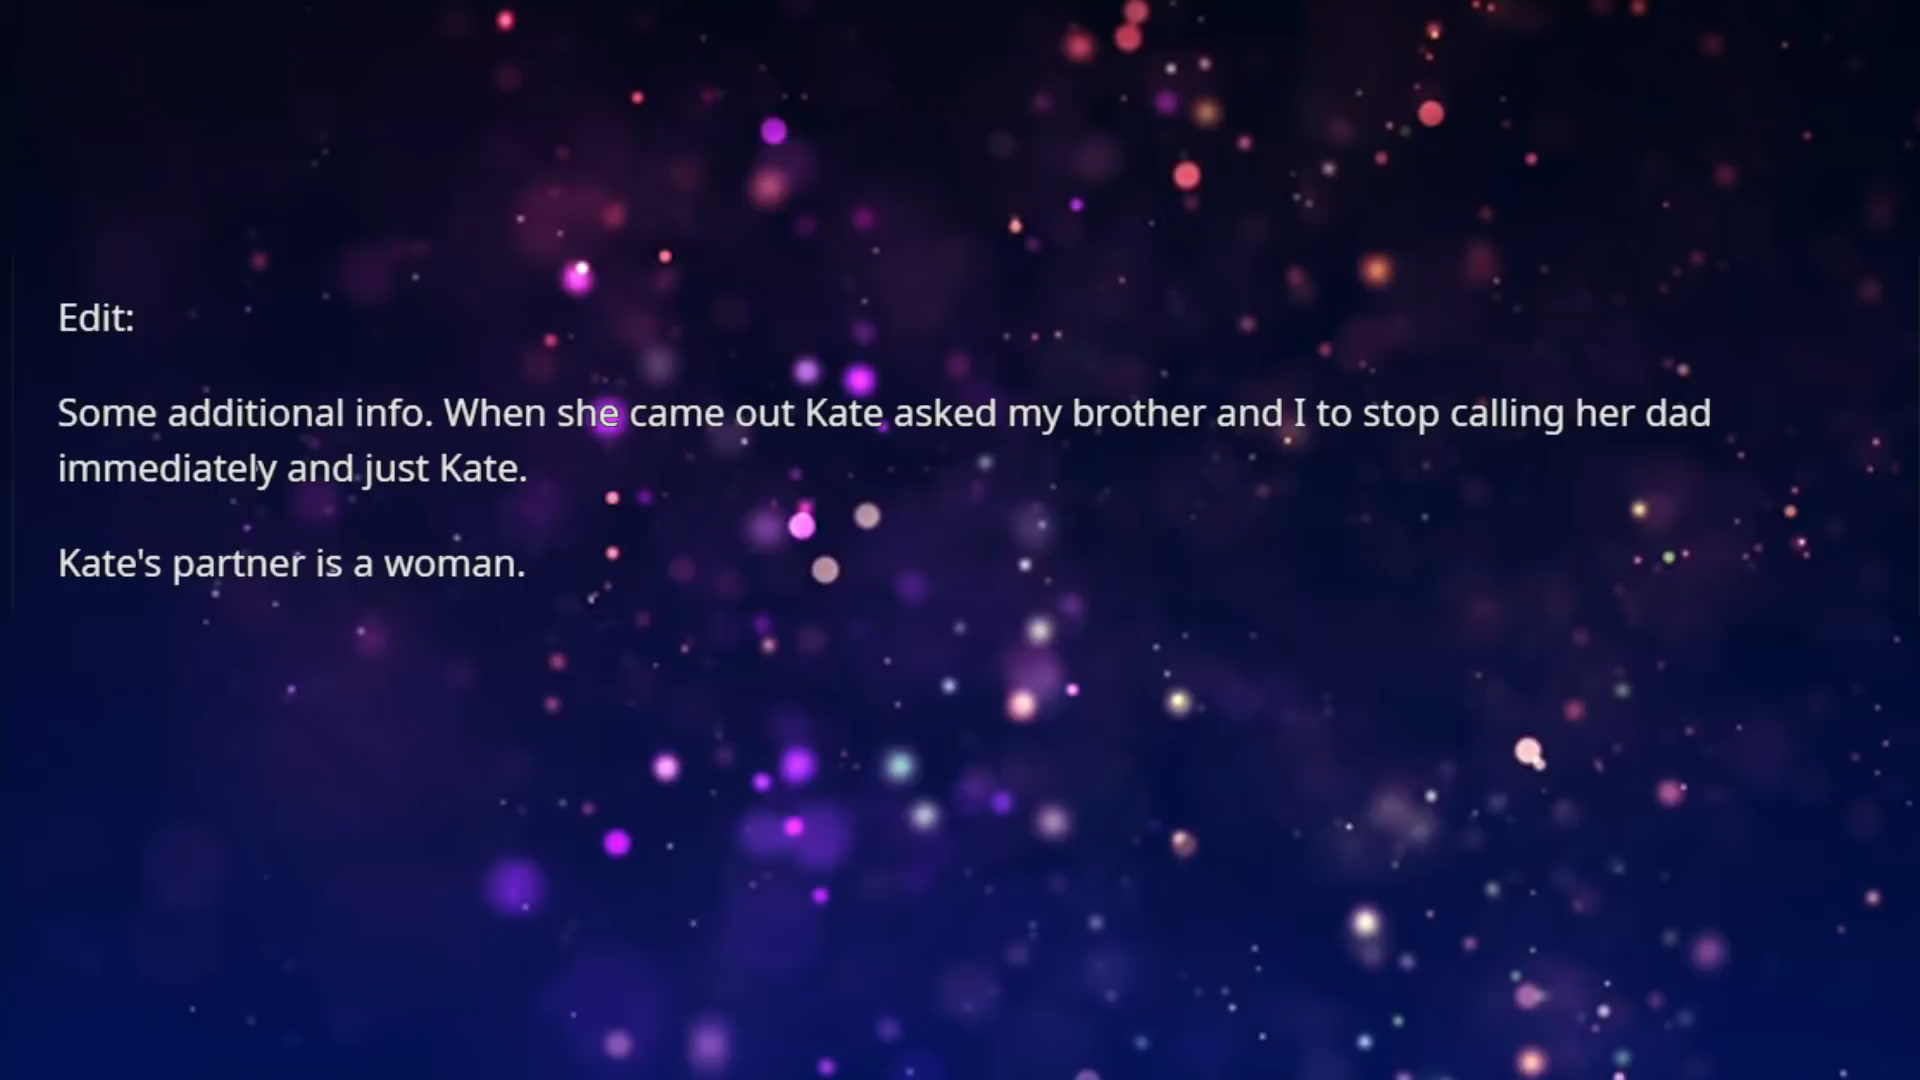 Edit:
Some additional info. When she came out Kate asked my brother and I to stop calling her dad
immediately and just Kate.
Kate's partner is a woman.